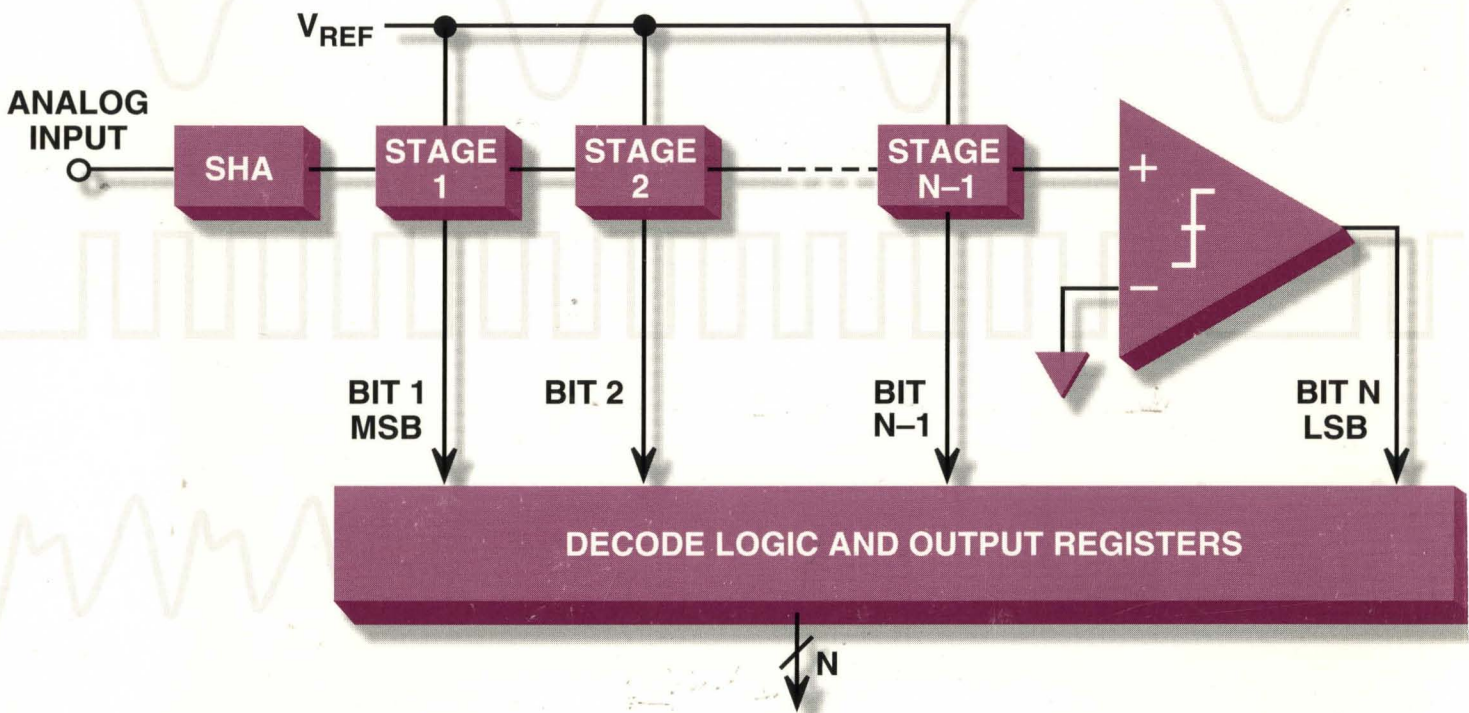 VREF
ANALOG
INPUT
SHA
STAGE
1
STAGE
2
STAGE
N–1
+
–
BIT 1
MSB
BIT 2
BIT
N–1
BIT N
LSB
DECODE LOGIC AND OUTPUT REGISTERS
N